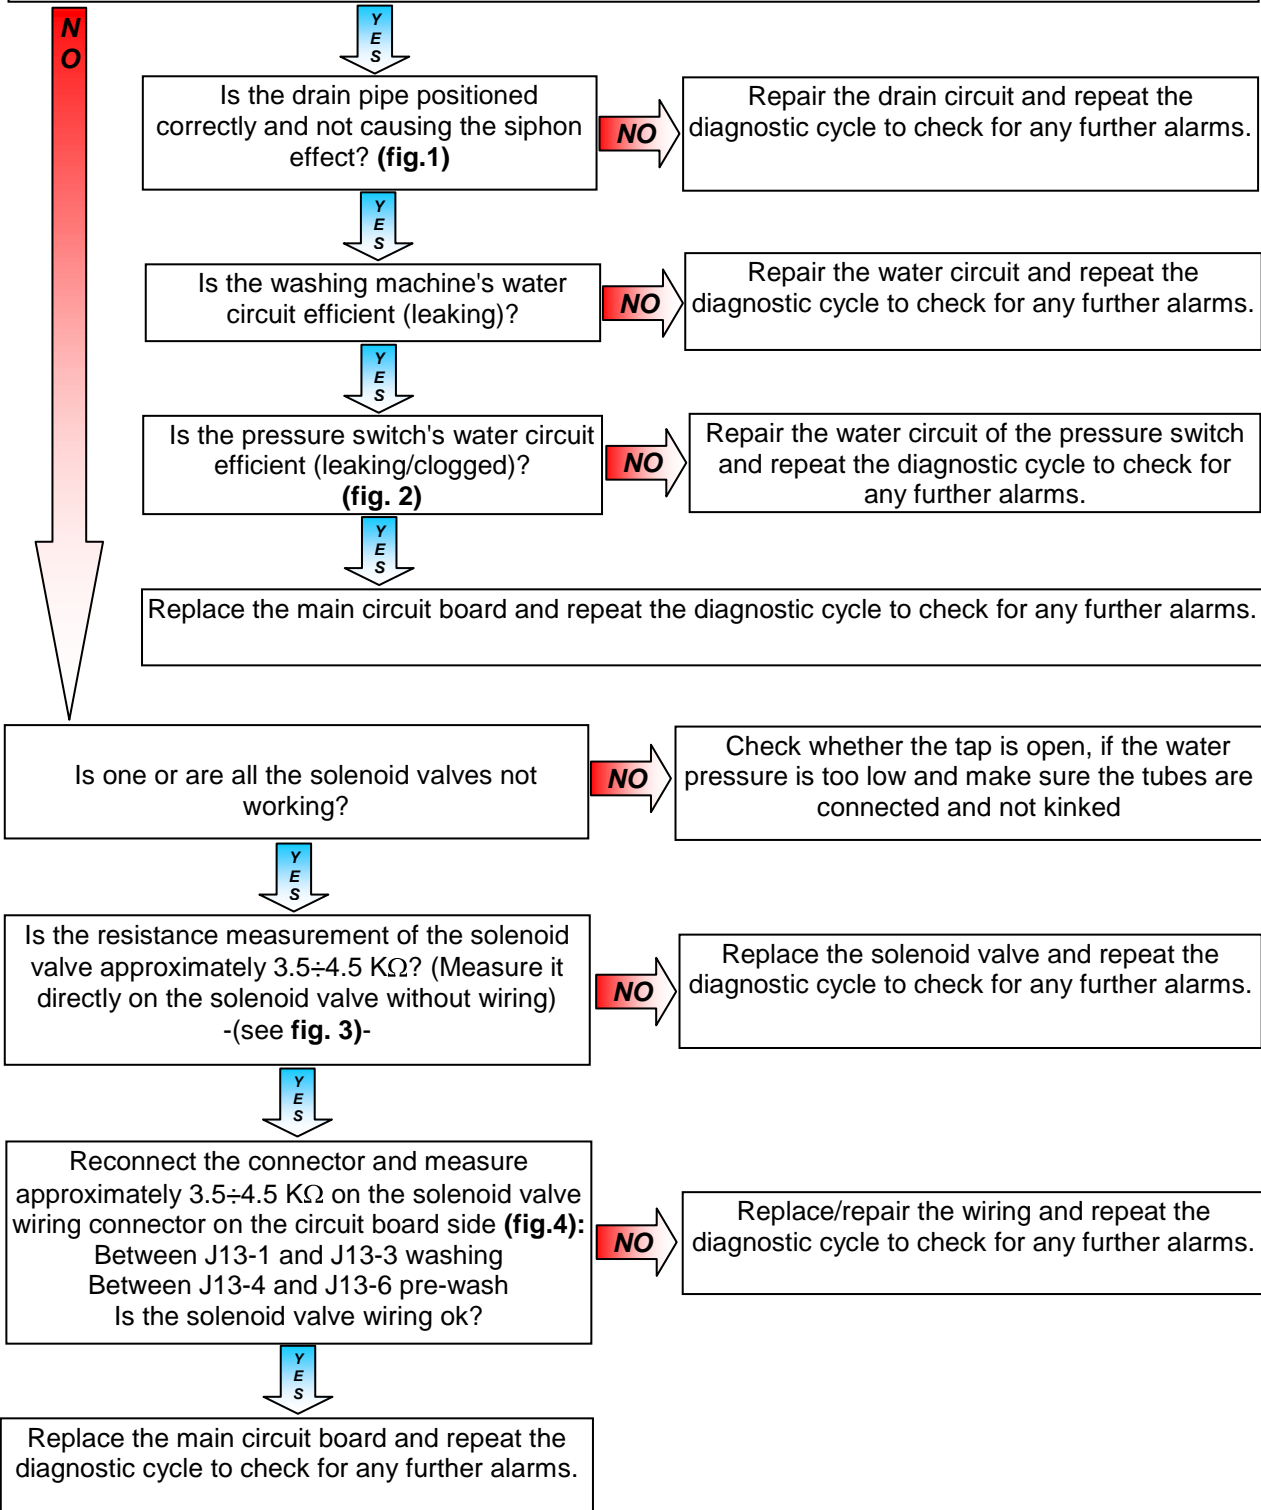 N
O
Y
E
S
Is the drain pipe positioned
correctly and not causing the siphon
effect? (fig.1)
NO
Repair the drain circuit and repeat the
diagnostic cycle to check for any further alarms.
Y
E
S
Is the washing machine's water
circuit efficient (leaking)?
NO
Repair the water circuit and repeat the
diagnostic cycle to check for any further alarms.
Y
E
S
Is the pressure switch's water circuit
efficient (leaking/clogged)?
(fig. 2)
NO
Repair the water circuit of the pressure switch
and repeat the diagnostic cycle to check for
any further alarms.
Y
E
S
Replace the main circuit board and repeat the diagnostic cycle to check for any further alarms.
Is one or are all the solenoid valves not
working?
NO
Check whether the tap is open, if the water
pressure is too low and make sure the tubes are
connected and not kinked
Y
E
S
Is the resistance measurement of the solenoid
valve approximately 3.5÷4.5 KΩ? (Measure it
directly on the solenoid valve without wiring)
-(see fig. 3)-
NO
Replace the solenoid valve and repeat the
diagnostic cycle to check for any further alarms.
Y
E
S
Reconnect the connector and measure
approximately 3.5÷4.5 KΩ on the solenoid valve
wiring connector on the circuit board side (fig.4):
Between J13-1 and J13-3 washing
Between J13-4 and J13-6 pre-wash
Is the solenoid valve wiring ok?
NO
Replace/repair the wiring and repeat the
diagnostic cycle to check for any further alarms.
Y
E
S
Replace the main circuit board and repeat the
diagnostic cycle to check for any further alarms.